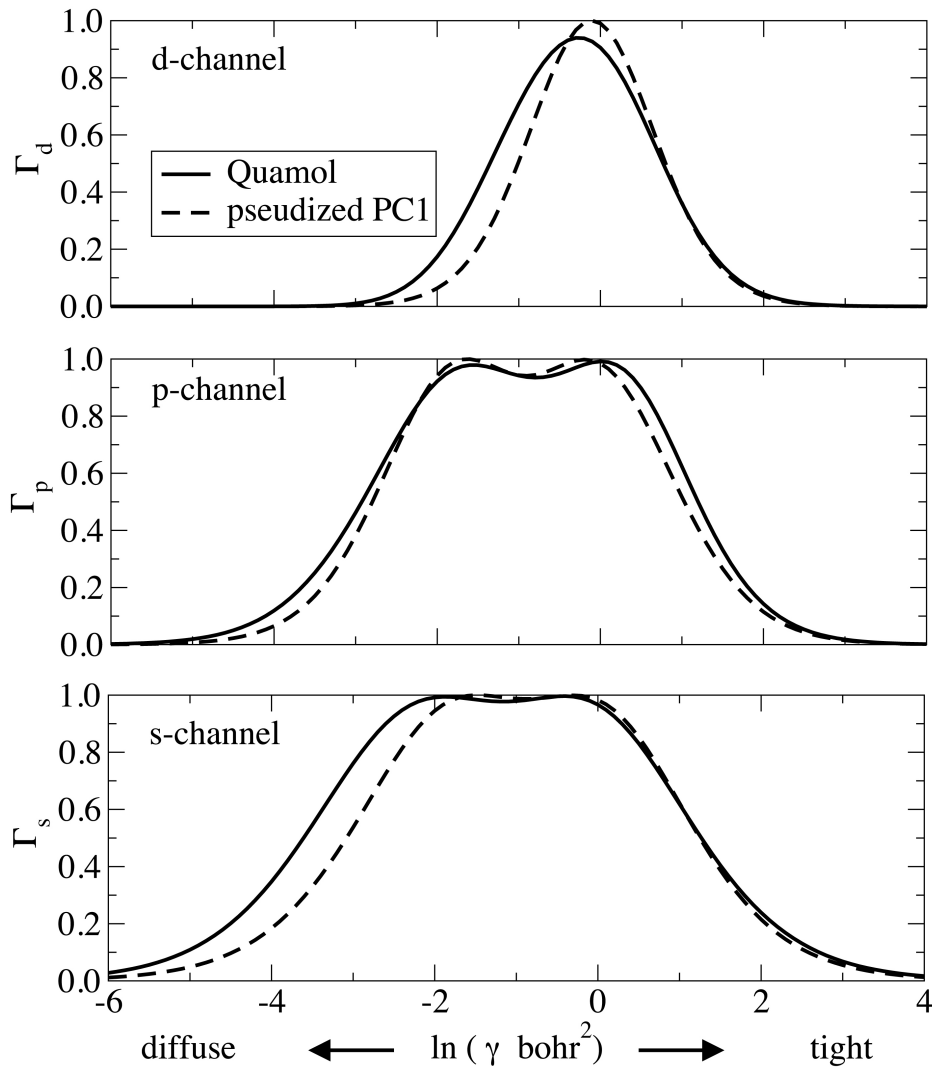 1.0
d-channel
0.8
0.6
Γd
Quamol
0.4
pseudized PC1
0.2
0.0
1.0
p-channel
0.8
0.6
Γp
0.4
0.2
0.0
1.0
s-channel
0.8
0.6
Γs
0.4
0.2
0.0
-6 -4 -2 0 2 4
diffuse ln ( γ bohr²) tight